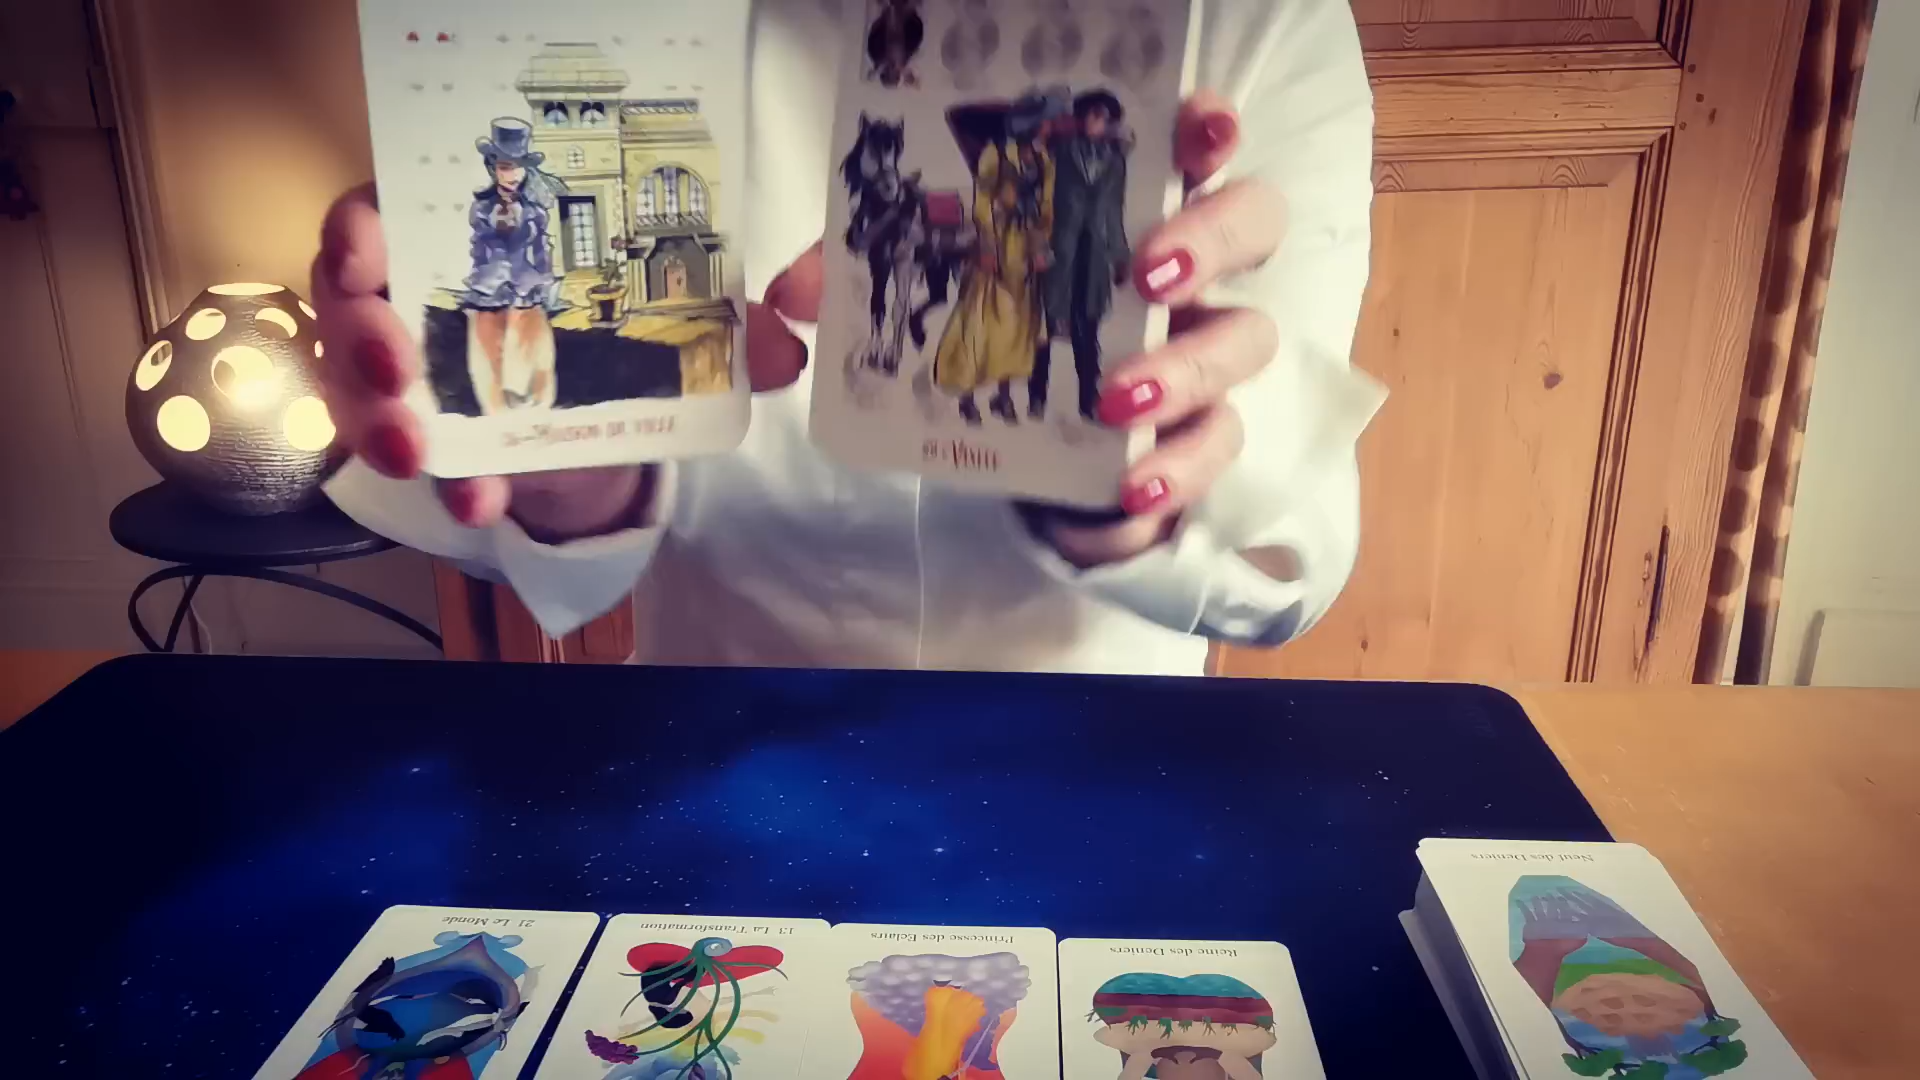 MAISON DE VILLE
VISITE
Neuf des Deniers
21 Le Monde
13 La Transformation
Princesse des Eclairs
Reine des Deniers